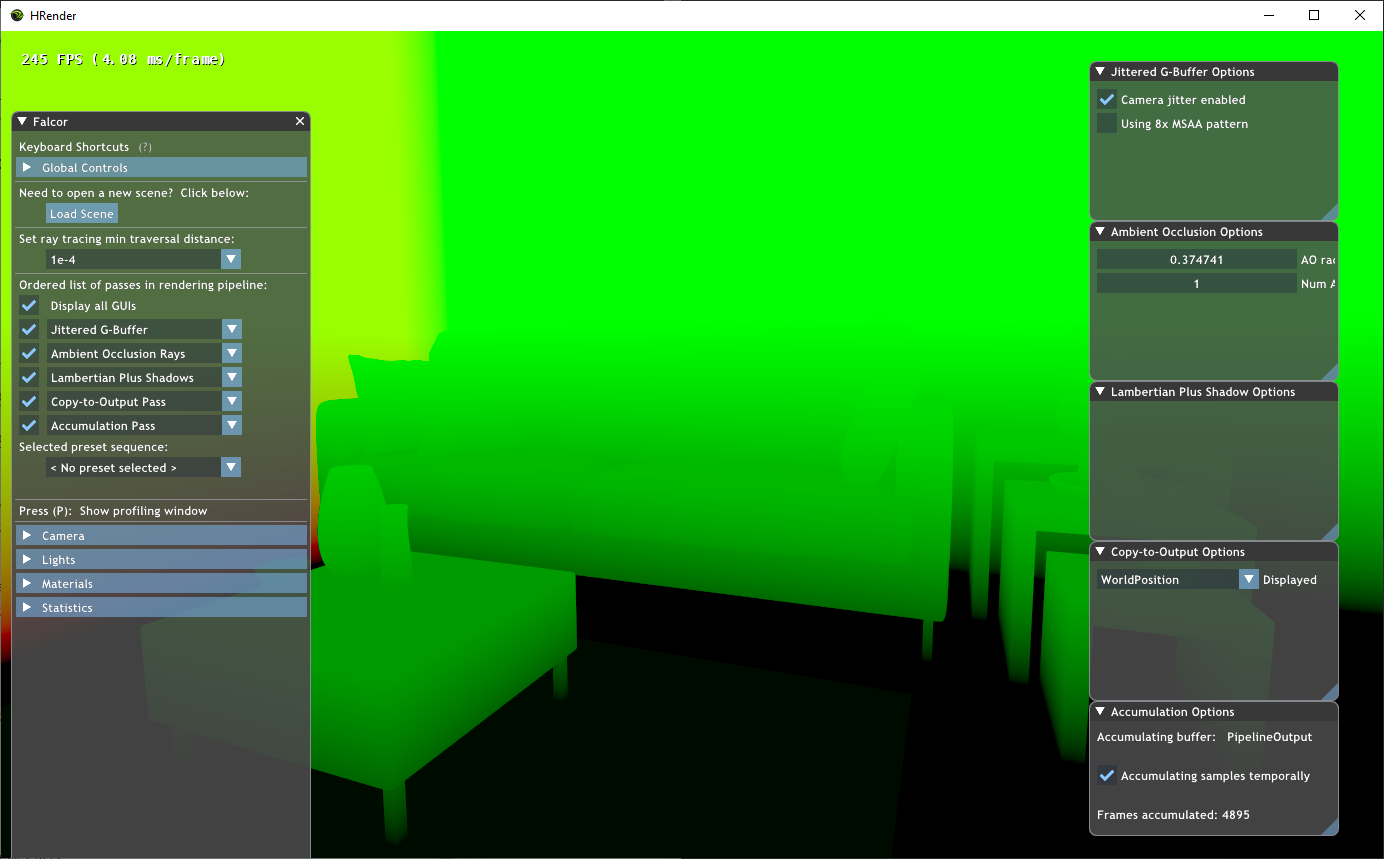 HRender
245 FPS (4.08 ms/frame)
Falcor
Keyboard Shortcuts (?)
Global Controls
Need to open a new scene? Click below:
Load Scene
Set ray tracing min traversal distance:
1e-4
Ordered list of passes in rendering pipeline:
Display all GUIs
Jittered G-Buffer
Ambient Occlusion Rays
Lambertian Plus Shadows
Copy-to-Output Pass
Accumulation Pass
Selected preset sequence:
< No preset selected >
Press (P): Show profiling window
Camera
Lights
Materials
Statistics
Jittered G-Buffer Options
Camera jitter enabled
Using 8x MSAA pattern
Ambient Occlusion Options
0.374741 AO
1 Num A
Lambertian Plus Shadow Options
Copy-to-Output Options
WorldPosition Displayed
Accumulation Options
Accumulating buffer: PipelineOutput
Accumulating samples temporally
Frames accumulated: 4895